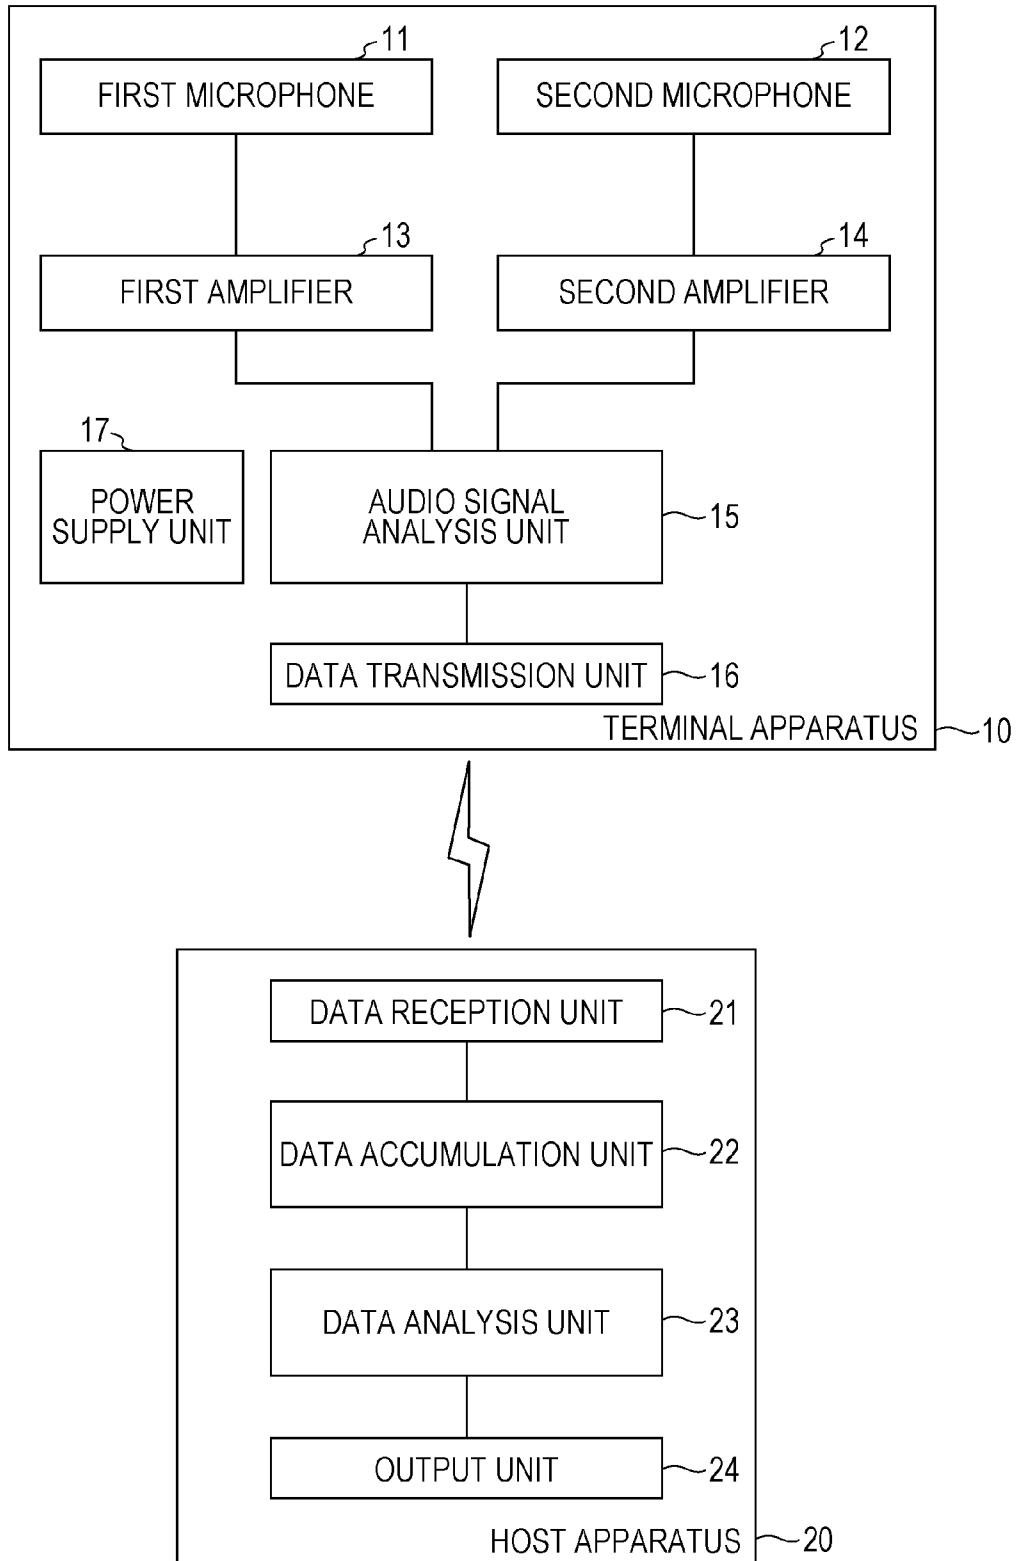 11
12
FIRST MICROPHONE
SECOND MICROPHONE
13
14
FIRST AMPLIFIER
SECOND AMPLIFIER
17
POWER
SUPPLY UNIT
AUDIO SIGNAL
ANALYSIS UNIT
15
DATA TRANSMISSION UNIT
16
TERMINAL APPARATUS
10
DATA RECEPTION UNIT
21
DATA ACCUMULATION UNIT
22
DATA ANALYSIS UNIT
23
OUTPUT UNIT
24
HOST APPARATUS
20